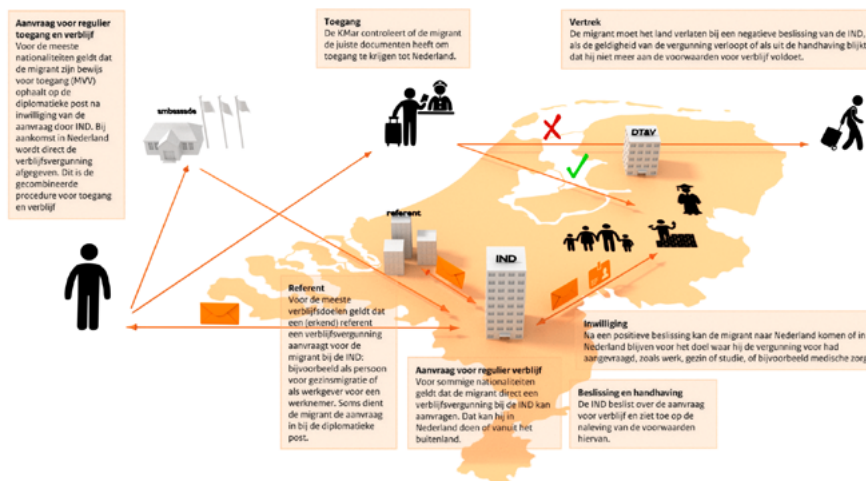 Aanvraag voor regulier
toegang en verblijf
Voor de meeste
nationaliteiten geldt dat
de migrant zijn bewijs
voor toegang (MVV)
ophaalt op de
diplomatieke post na
inwilliging van de
aanvraag door IND. Bij
aankomst in Nederland
wordt direct de
verblijfsvergunning
afgegeven. Dit is de
gecombineerde
procedure voor toegang
en verblijf
ambassade
Toegang
De KMar controleert of de migrant
de juiste documenten heeft om
toegang te krijgen tot Nederland.
Vertrek
De migrant moet het land verlaten bij een negatieve beslissing van de IND,
als de geldigheid van de vergunning verloopt of als uit de handhaving blijkt
dat hij niet meer aan de voorwaarden voor verblijf voldoet.
DT&V
referent
IND
Referent
Voor de meeste
verblijfsdoelen geldt dat
een (erkend) referent
een verblijfsvergunning
aanvraagt voor de
migrant bij de IND;
bijvoorbeeld als persoon
voor gezinsmigratie of
als werkgever voor een
werknemer. Soms dient
de migrant de aanvraag
in bij de diplomatieke
post.
Aanvraag voor regulier verblijf
Voor sommige nationaliteiten
geldt dat de migrant direct een
verblijfsvergunning bij de IND kan
aanvragen. Dat kan hij in
Nederland doen of vanuit het
buitenland.
Inwilliging
Na een positieve beslissing kan de migrant naar Nederland komen of in
Nederland blijven voor het doel waar hij de vergunning voor had
aangevraagd, zoals werk, gezin of studie, of bijvoorbeeld medische zorg
Beslissing en handhaving
De IND beslist over de aanvraag
voor verblijf en ziet toe op de
naleving van de voorwaarden
hiervan.